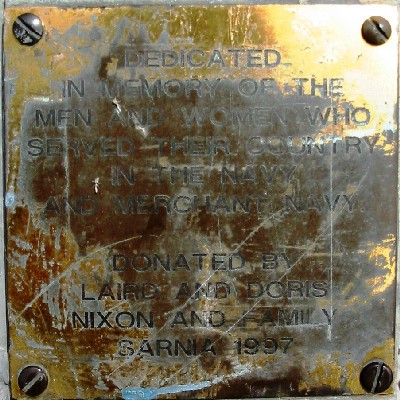 DEDICATED
IN MEMORY OF THE
MEN AND WOMEN WHO
SERVED THEIR COUNTRY
IN THE NAVY
AND MERCHANT NAVY.
DONATED BY
LAIRD AND DORIS
NIXON AND FAMILY
SARNIA 1997